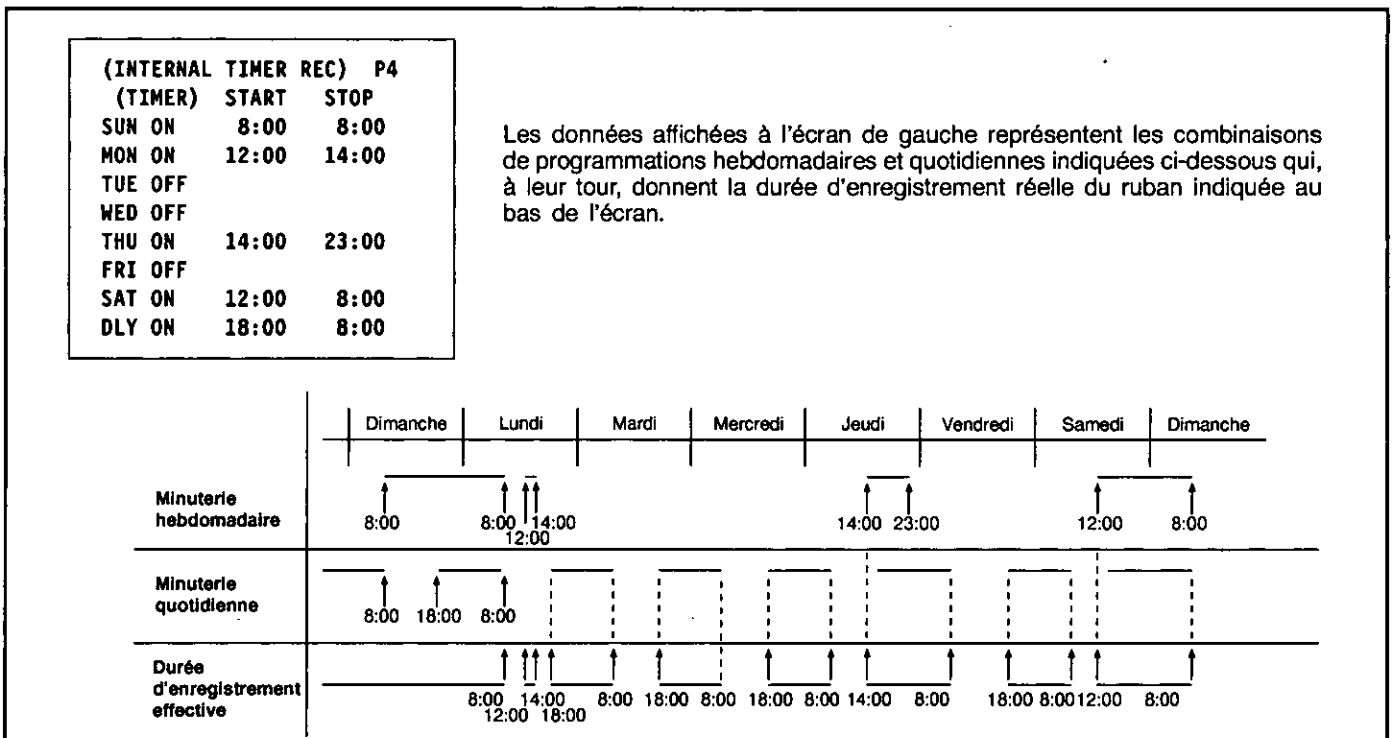 (INTERNAL TIMER REC) P4
(TIMER) START STOP
SUN ON 8:00 8:00
MON ON 12:00 14:00
TUE OFF
WED OFF
THU ON 14:00 23:00
FRI OFF
SAT ON 12:00 8:00
DLY ON 18:00 8:00
Les données affichées à l'écran de gauche représentent les combinaisons
de programmations hebdomadaires et quotidiennes indiquées ci-dessous qui,
à leur tour, donnent la durée d'enregistrement réelle du ruban indiquée au
bas de l'écran.
Dimanche Lundi Mardi Mercredi Jeudi Vendredi Samedi Dimanche
Minuterie
hebdomadaire
8:00 8:00 14:00 14:00 23:00 12:00 8:00
12:00
Minuterie
quotidienne
8:00 18:00 8:00
Durée
d'enregistrement
effective
8:00 14:00 8:00 18:00 8:00 18:00 8:00 14:00 8:00 18:00 8:00 12:00 8:00
12:00 18:00